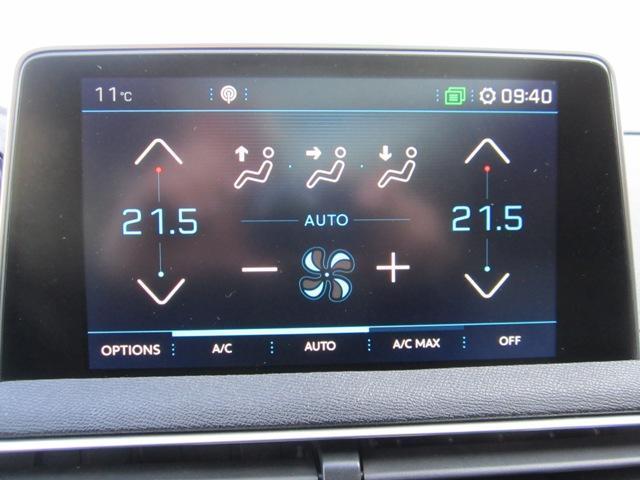 11°C 09:40
21.5 21.5
AUTO
OPTIONS A/C AUTO A/C MAX OFF